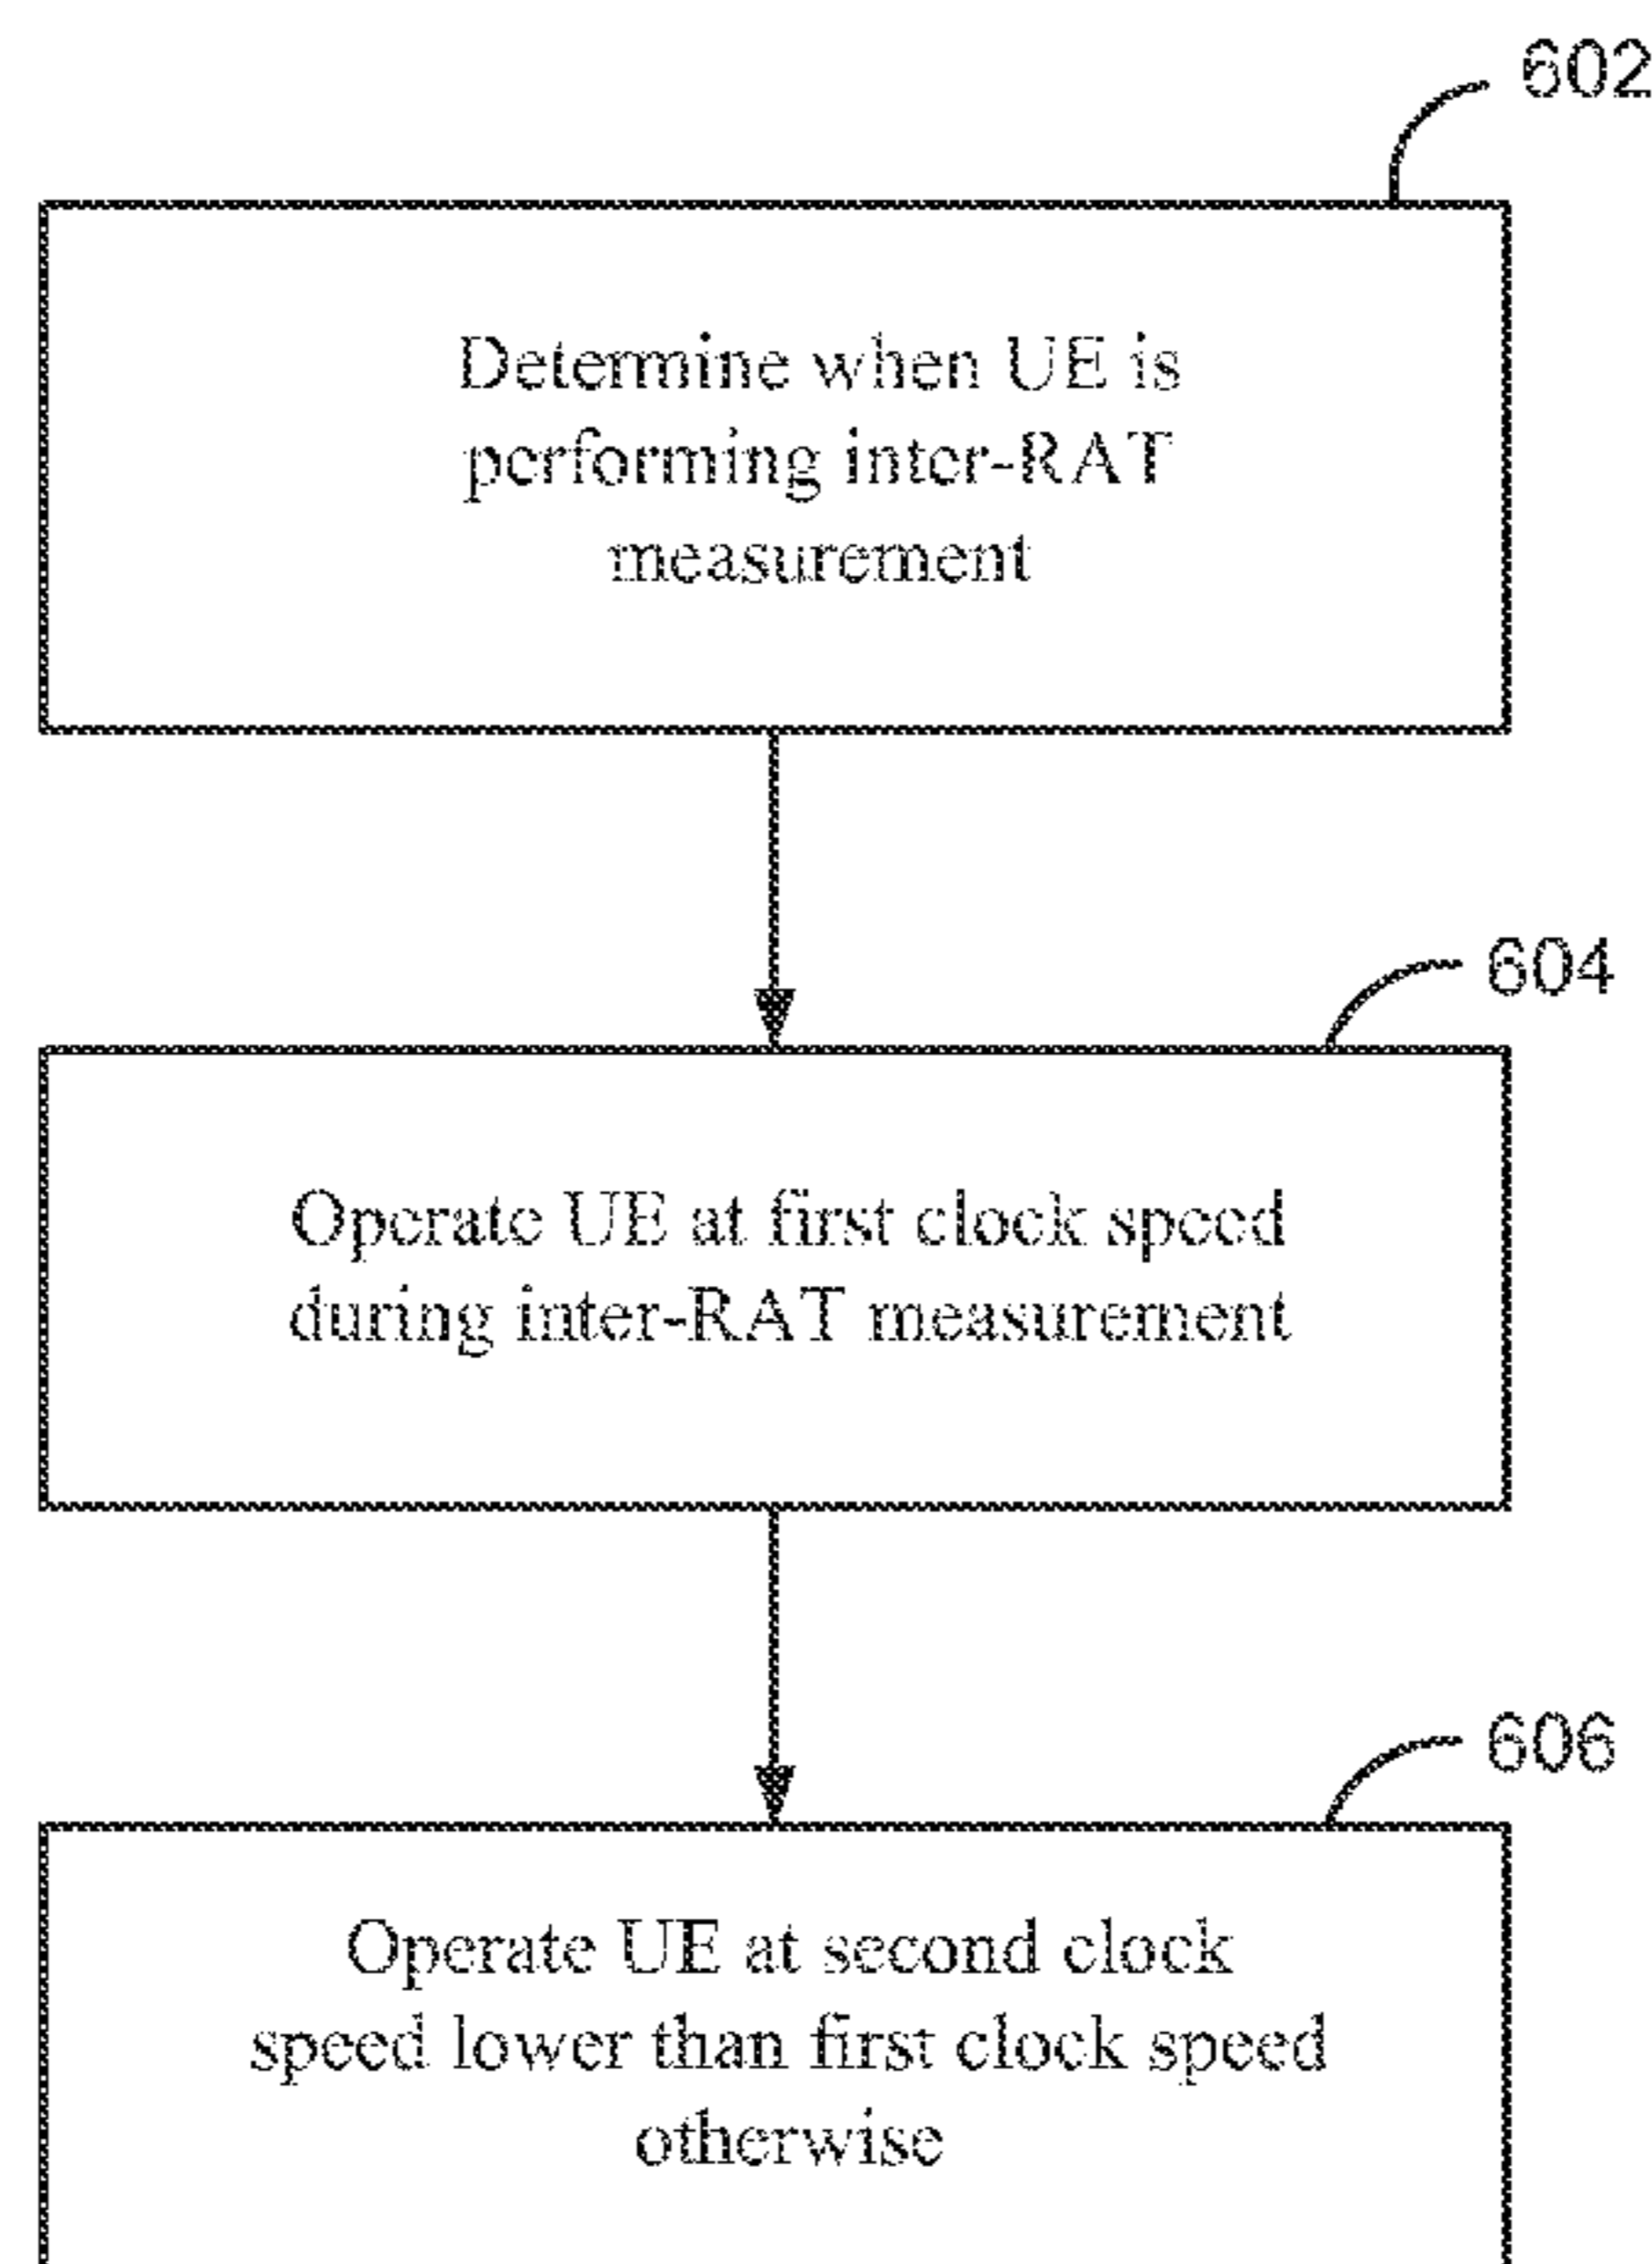 602
Determine when UE is
performing inter-RAT
measurement
604
Operate UE at first clock speed
during inter-RAT measurement
606
Operate UE at second clock
speed lower than first clock speed
otherwise